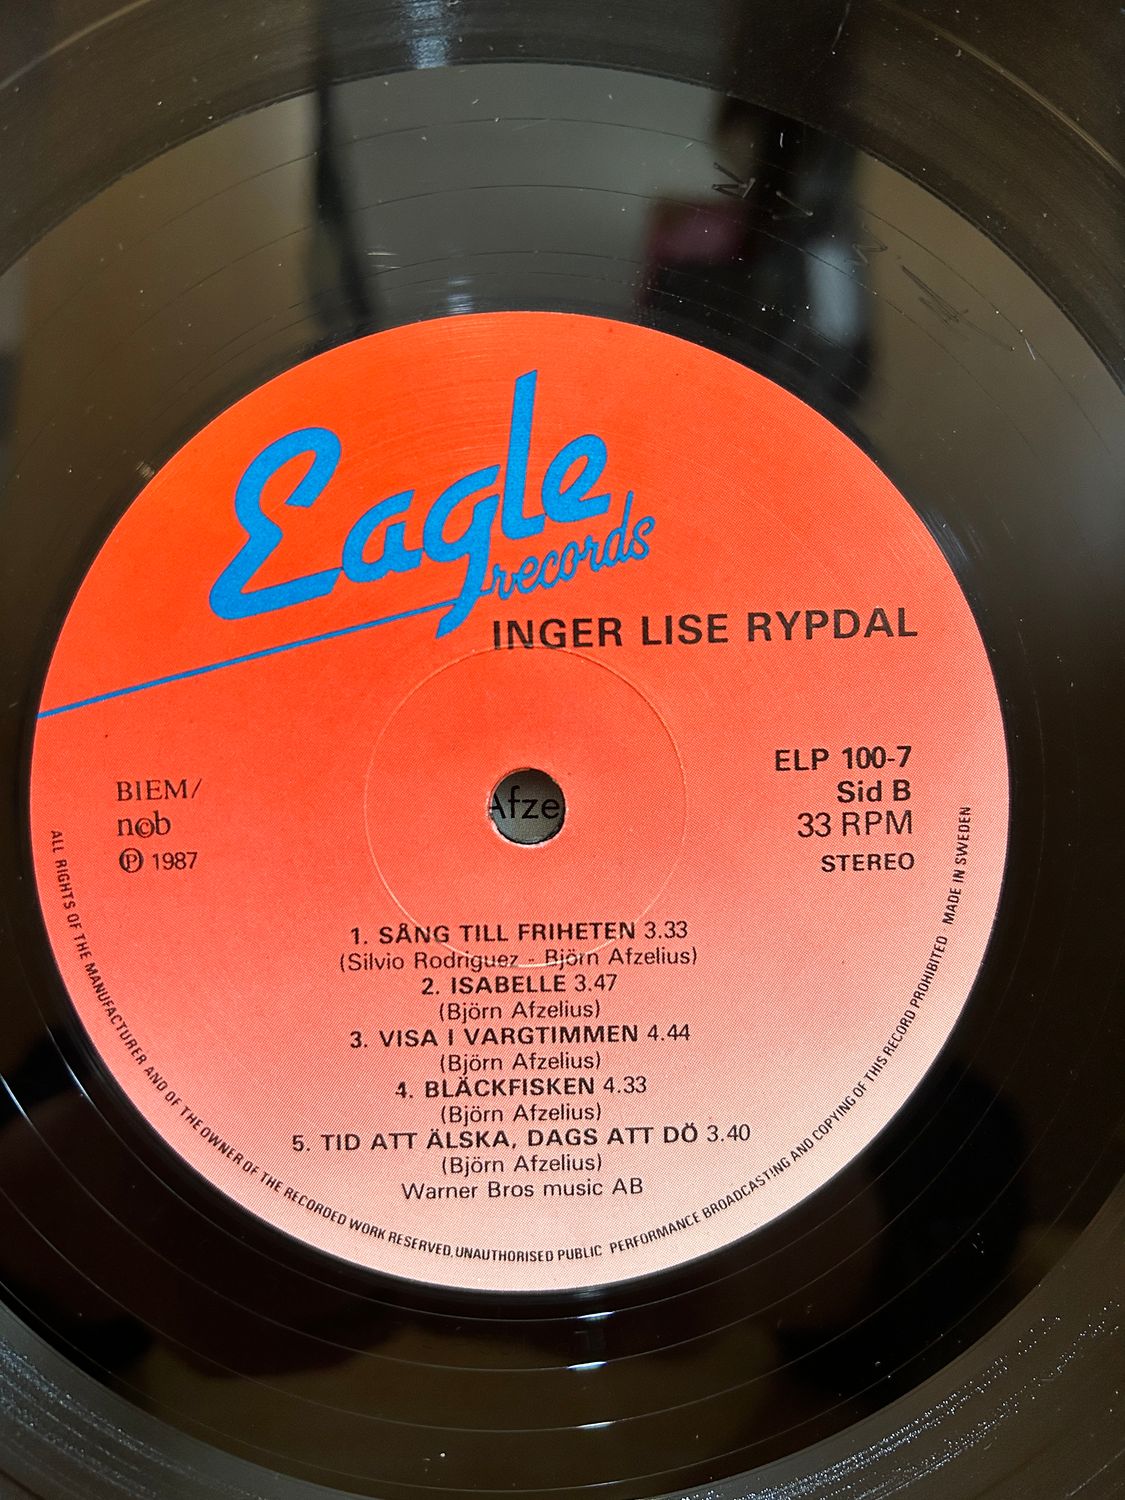 Eagle
records
INGER LISE RYPDAL
BIEM/
n©b
℗ 1987
ELP 100-7
Sid B
33 RPM
STEREO
Afze
1. SÅNG TILL FRIHETEN 3.33
(Silvio Rodriguez - Björn Afzelius)
2. ISABELLE 3.47
(Björn Afzelius)
3. VISA I VARGTIMMEN 4.44
(Björn Afzelius)
4. BLÄCKFISKEN 4.33
(Björn Afzelius)
5. TID ATT ÄLSKA, DAGS ATT DÖ 3.40
(Björn Afzelius)
Warner Bros music AB
ALL RIGHTS OF THE MANUFACTURER AND OF THE OWNER OF THE RECORDED WORK RESERVED, UNAUTHORISED PUBLIC PERFORMANCE BROADCASTING AND COPYING OF THIS RECORD PROHIBITED MADE IN SWEDEN